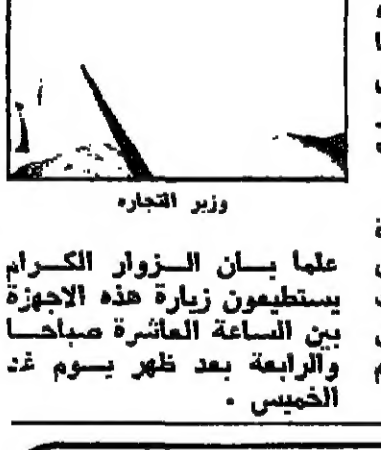 وزير التجاره
علما بان الزوار الكرام
يستطيعون زيارة هذه الاجهزة
بين الساعة العاشرة صباحا
والرابعة بعد ظهر يوم غد
الخميس .